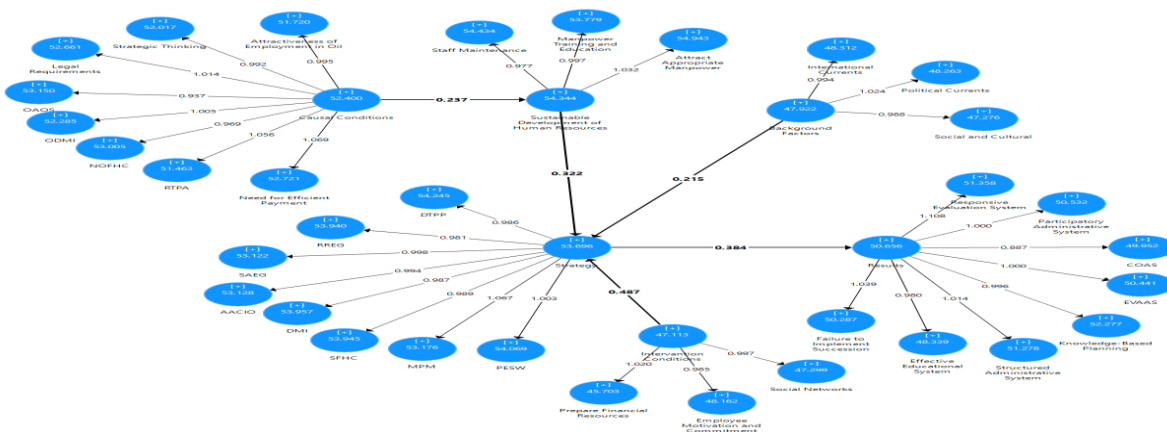 [+]
52.017
Strategic Thinking
[+]
51.720
Attractiveness of
Employment in Oil
[+]
54.434
Staff Maintenance
[+]
53.779
Manpower
Training and
Education
[+]
54.943
Attract
Appropriate
Manpower
[+]
48.312
International
Currents
[+]
48.263
Political Currents
[+]
47.276
Social and Cultural
[+]
52.661
Legal
Requirements
[+]
53.150
OAOS
[+]
52.285
ODMI
[+]
53.005
NOFHC
[+]
51.463
RTPA
[+]
52.721
Need for Efficient
Payment
[+]
52.400
Causal Conditions
0.992
0.995
1.014
0.937
1.005
0.969
1.056
1.069
0.237
0.977
0.997
1.032
[+]
54.344
Sustainable
Development of
Human Resources
0.994
1.024
0.988
[+]
47.922
Background
Factors
0.322
0.215
[+]
54.245
DTPP
[+]
53.940
RREG
[+]
53.122
SAEG
[+]
53.128
AACIO
[+]
53.957
DMI
[+]
53.945
SFHC
[+]
53.176
MPM
[+]
54.069
PESW
0.986
0.981
0.998
0.994
0.987
0.989
1.067
1.003
[+]
53.696
Strategy
0.384
0.487
[+]
50.656
Results
[+]
51.358
Responsive
Evaluation System
[+]
50.532
Participatory
Administrative
System
[+]
49.952
COAS
[+]
50.441
EVAAS
[+]
52.277
Knowledge-Based
Planning
[+]
51.278
Structured
Administrative
System
[+]
48.339
Effective
Educational
System
[+]
50.287
Failure to
Implement
Succession
1.108
1.000
0.887
1.000
0.996
1.014
0.980
1.039
[+]
47.113
Intervention
Conditions
1.020
0.985
0.997
[+]
45.703
Prepare Financial
Resources
[+]
48.162
Employee
Motivation and
Commitment
[+]
47.299
Social Networks